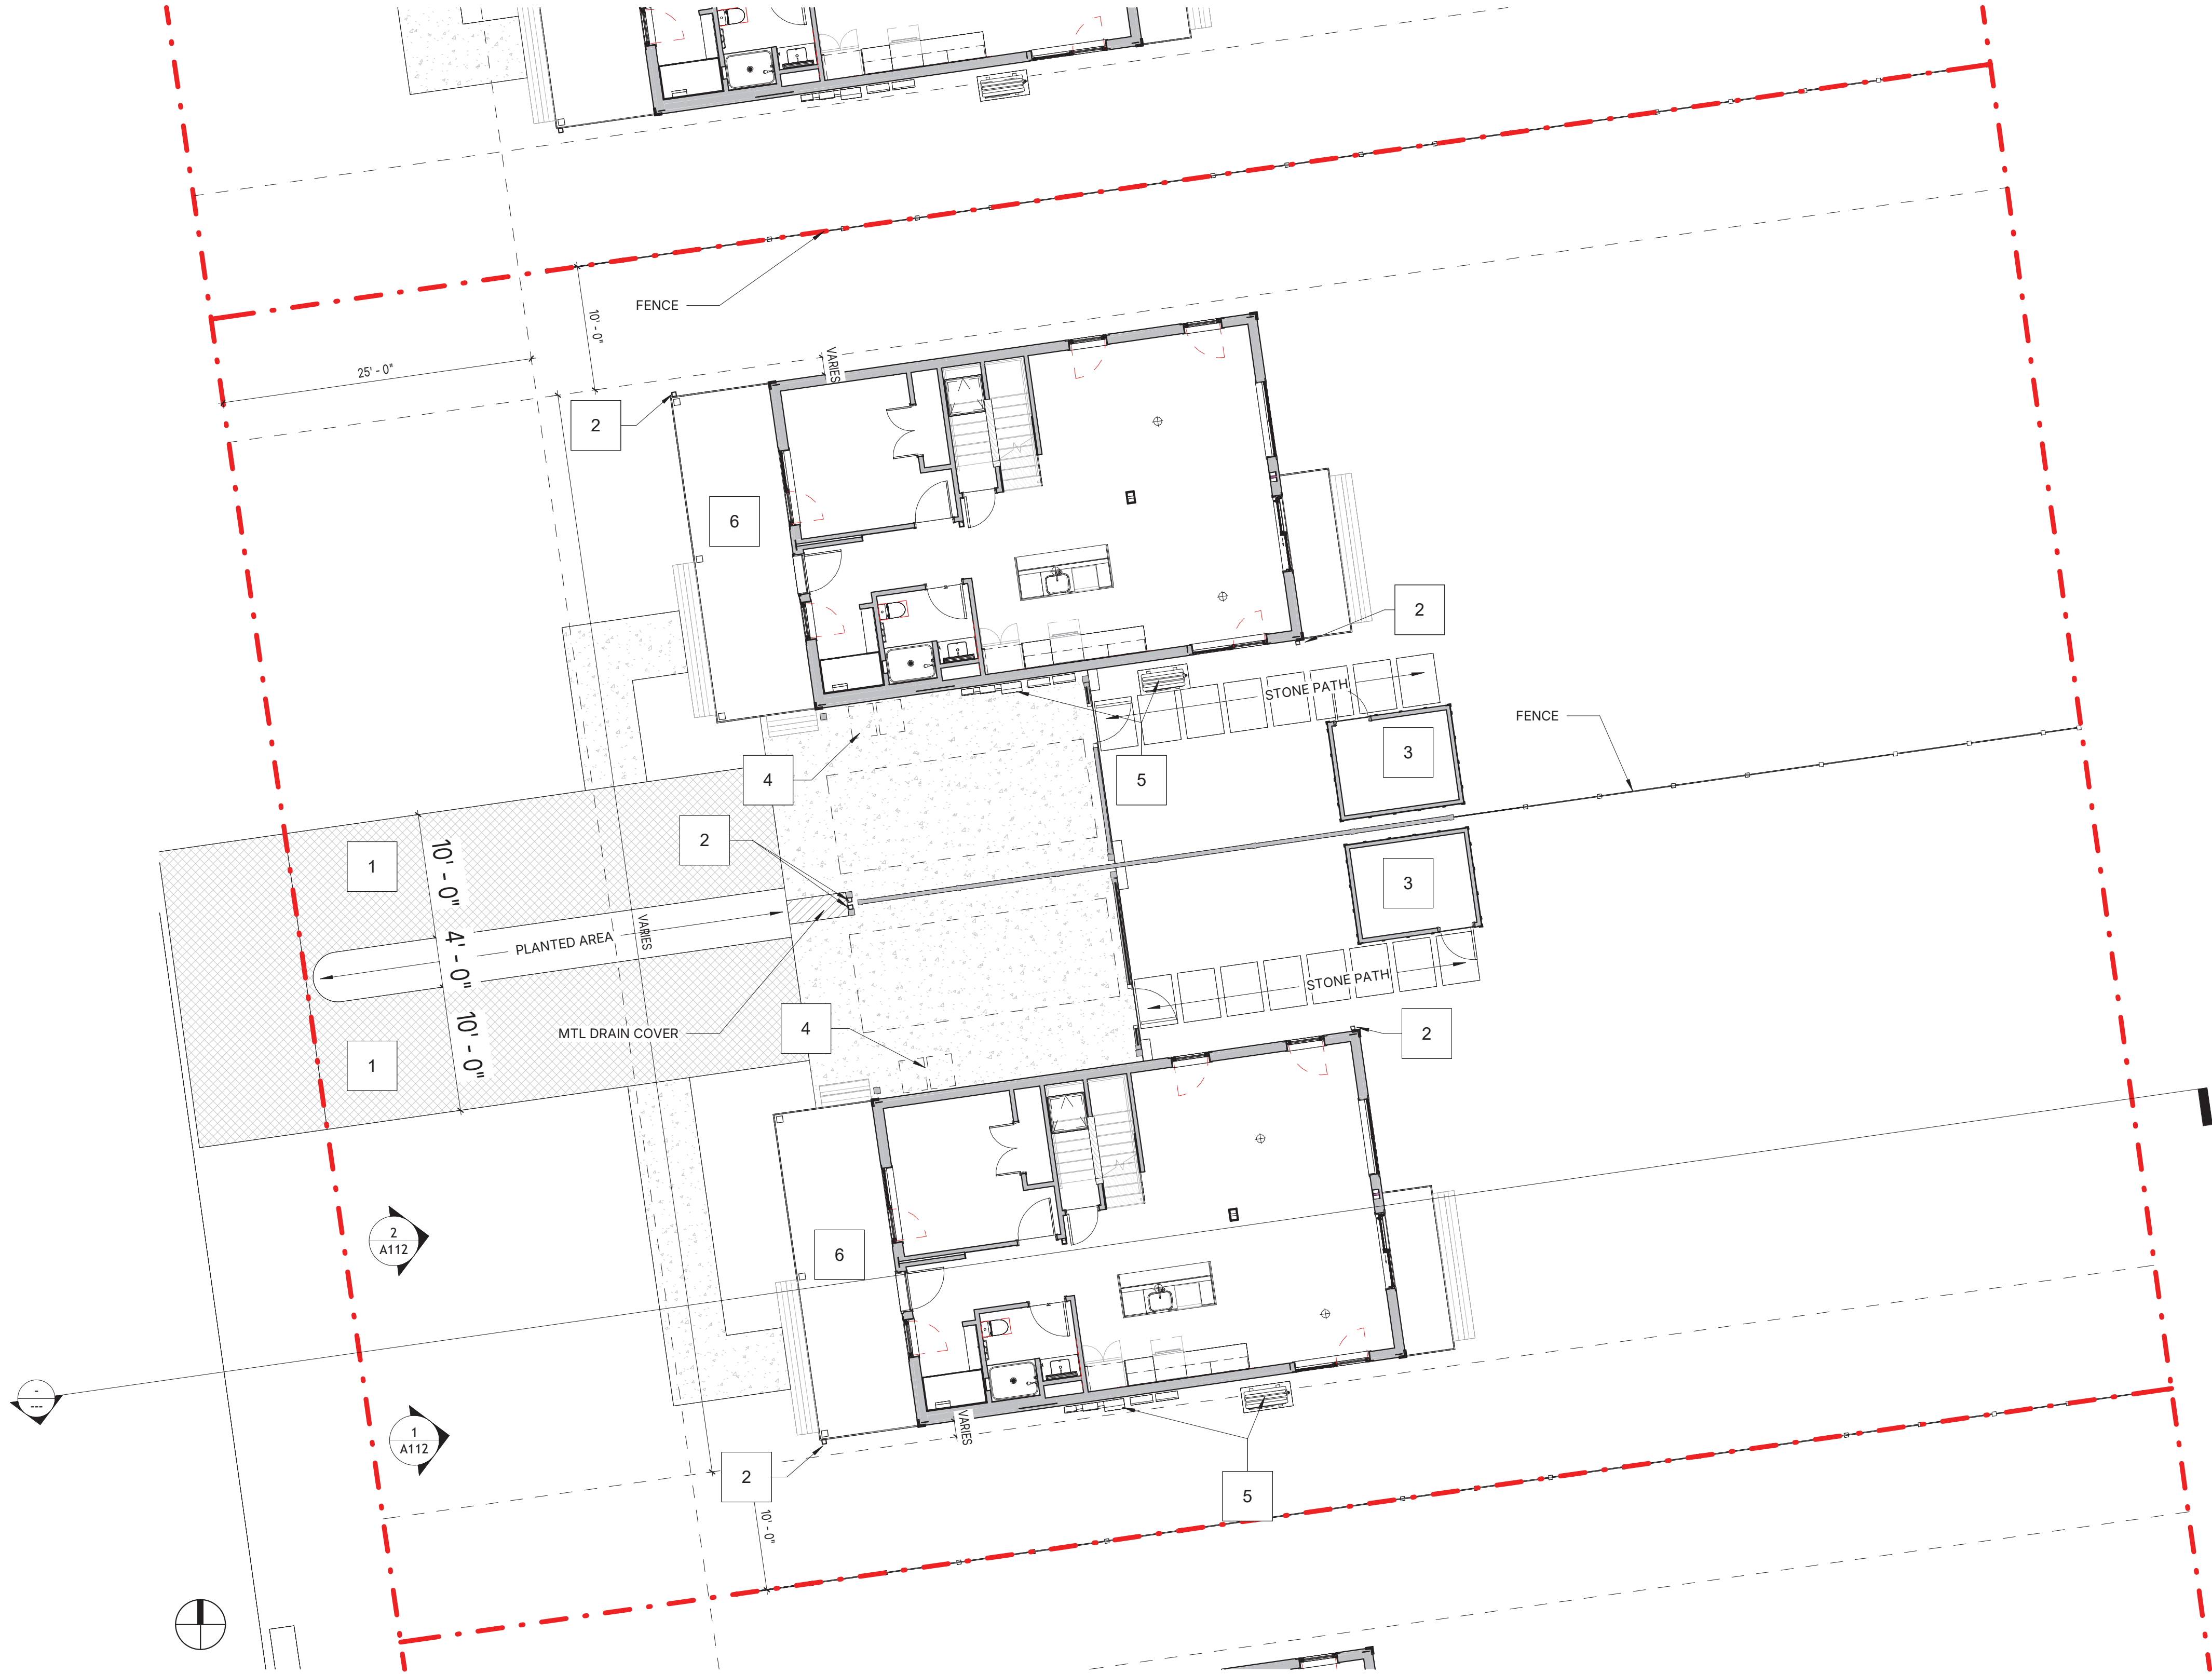 FENCE
10' - 0"
25' - 0"
VARIES
2
6
2
STONE PATH
FENCE
3
4
5
2
1
10' - 0"
3
4' - 0"
VARIES
PLANTED AREA
STONE PATH
10' - 0"
MTL DRAIN COVER
4
2
1
2
A112
6
-
---
1
A112
VARIES
2
5
10' - 0"